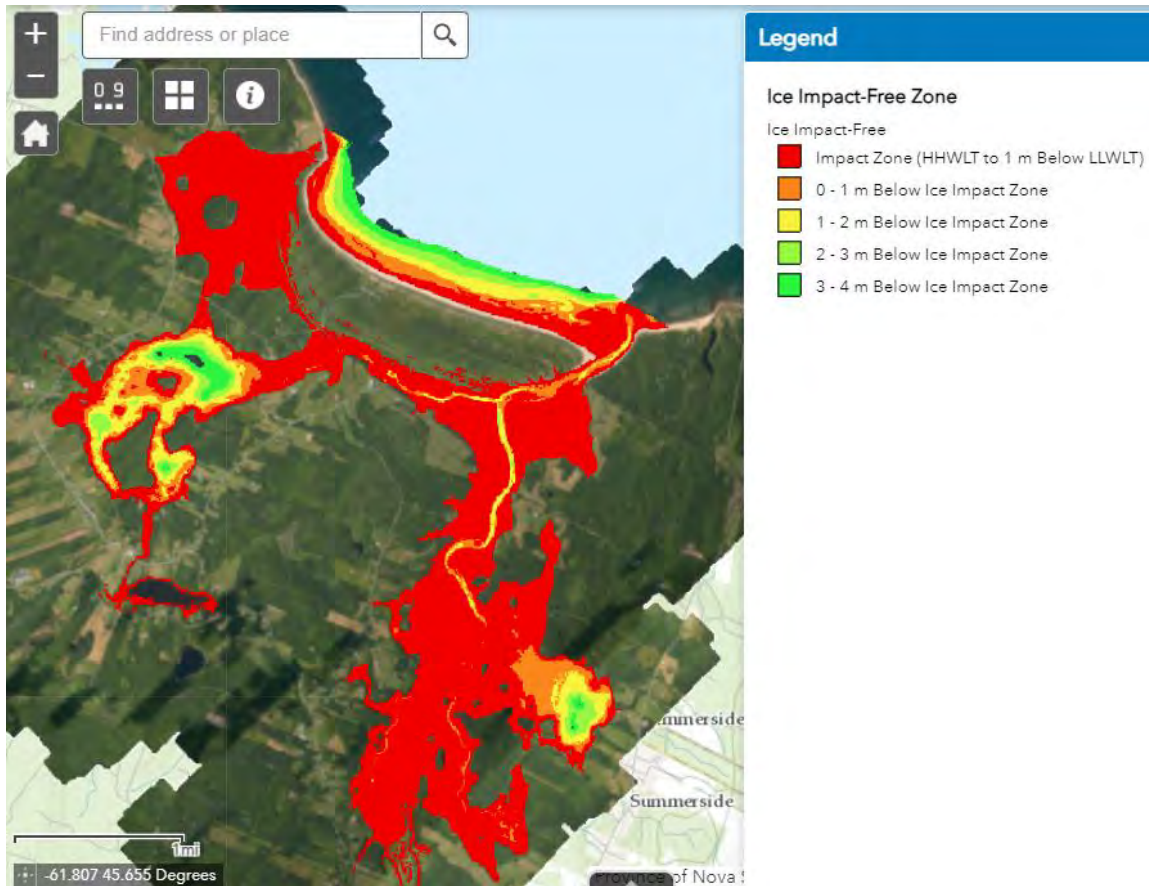 +
Find address or place
−
0 9
i
Legend
Ice Impact-Free Zone
Ice Impact-Free
Impact Zone (HHWLT to 1 m Below LLWLT)
0 - 1 m Below Ice Impact Zone
1 - 2 m Below Ice Impact Zone
2 - 3 m Below Ice Impact Zone
3 - 4 m Below Ice Impact Zone
mmerside
Summerside
1mi
-61.807 45.655 Degrees
Province of Nova S